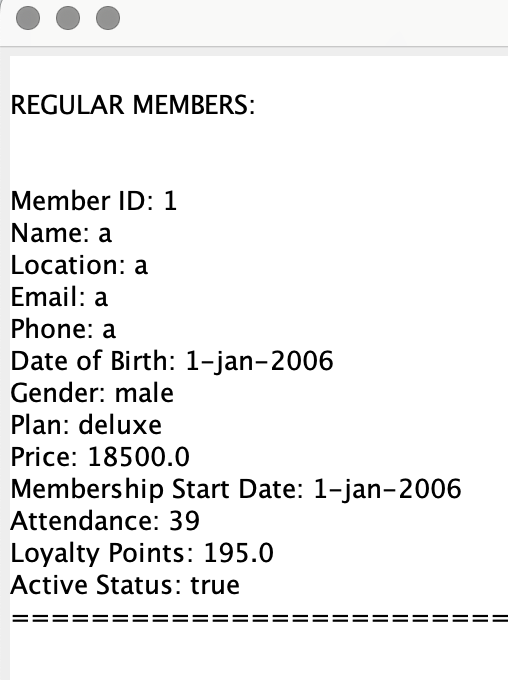 REGULAR MEMBERS:
Member ID: 1
Name: a
Location: a
Email: a
Phone: a
Date of Birth: 1-jan-2006
Gender: male
Plan: deluxe
Price: 18500.0
Membership Start Date: 1-jan-2006
Attendance: 39
Loyalty Points: 195.0
Active Status: true
=========================